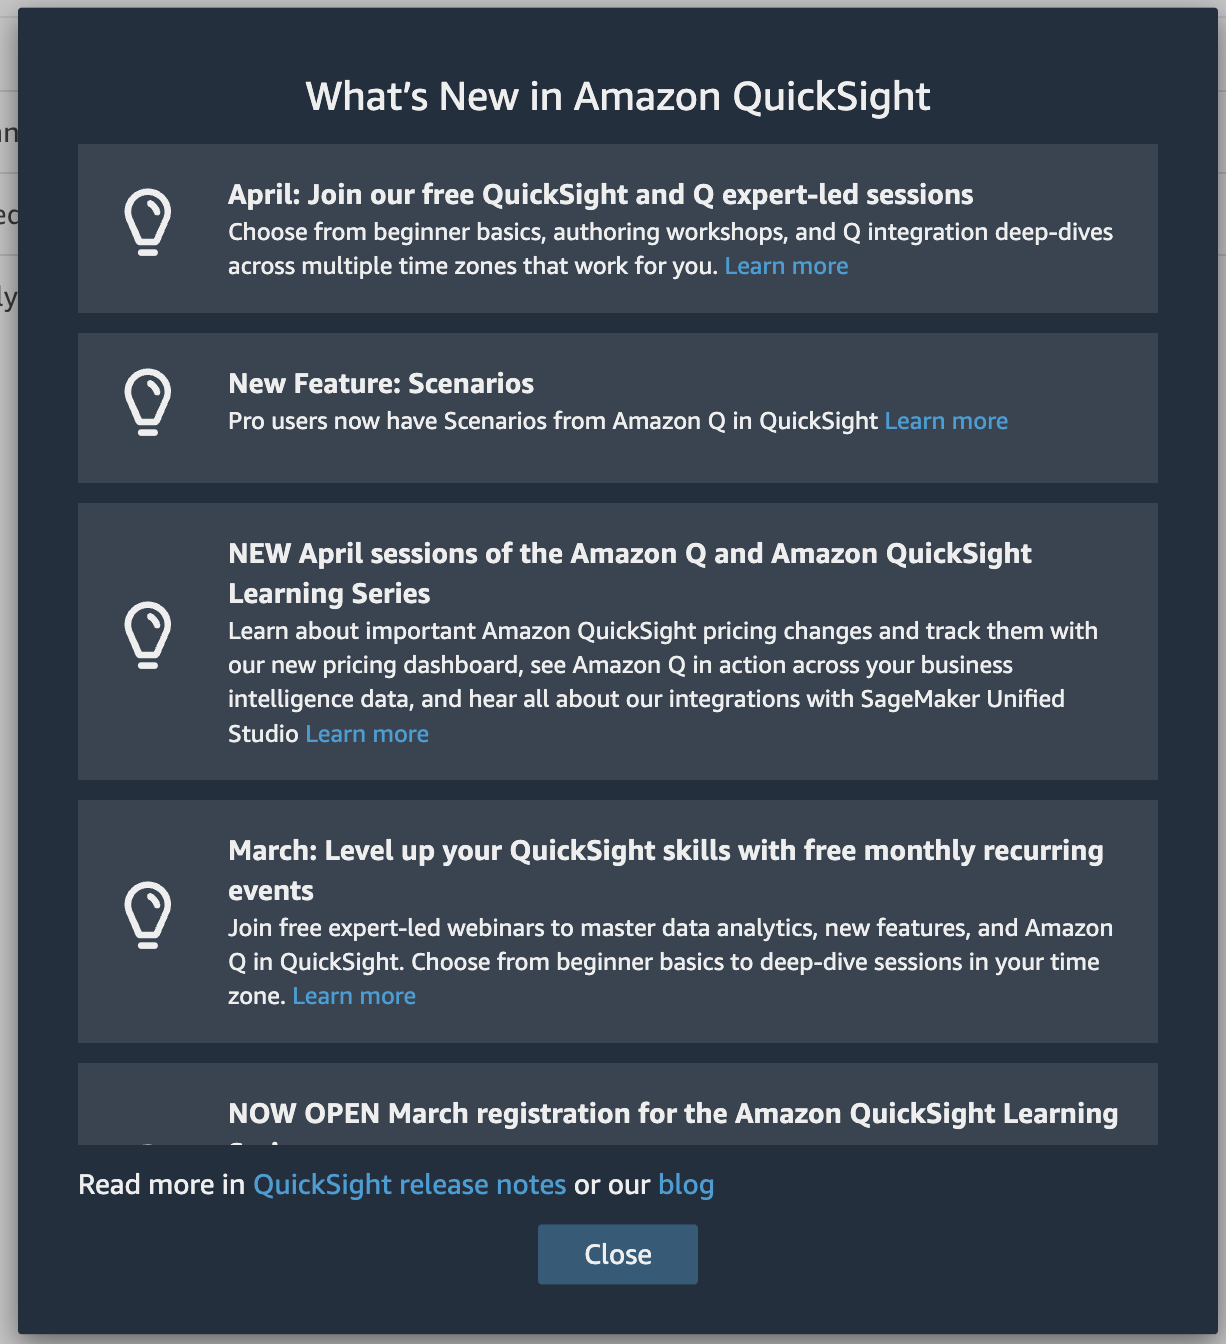 What's New in Amazon QuickSight
April: Join our free QuickSight and Q expert-led sessions
Choose from beginner basics, authoring workshops, and Q integration deep-dives
across multiple time zones that work for you. Learn more
New Feature: Scenarios
Pro users now have Scenarios from Amazon Q in QuickSight Learn more
NEW April sessions of the Amazon Q and Amazon QuickSight
Learning Series
Learn about important Amazon QuickSight pricing changes and track them with
our new pricing dashboard, see Amazon Q in action across your business
intelligence data, and hear all about our integrations with SageMaker Unified
Studio Learn more
March: Level up your QuickSight skills with free monthly recurring
events
Join free expert-led webinars to master data analytics, new features, and Amazon
Q in QuickSight. Choose from beginner basics to deep-dive sessions in your time
zone. Learn more
NOW OPEN March registration for the Amazon QuickSight Learning
Read more in QuickSight release notes or our blog
Close